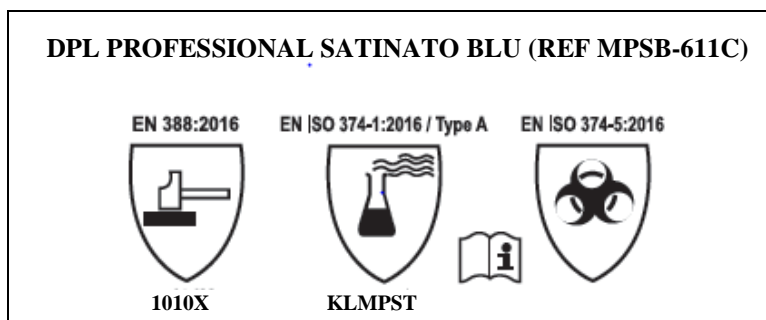 DPL PROFESSIONAL SATINATO BLU (REF MPSB-611C)
EN 388:2016 EN ISO 374-1:2016 / Type A EN ISO 374-5:2016
i
1010X KLMPST